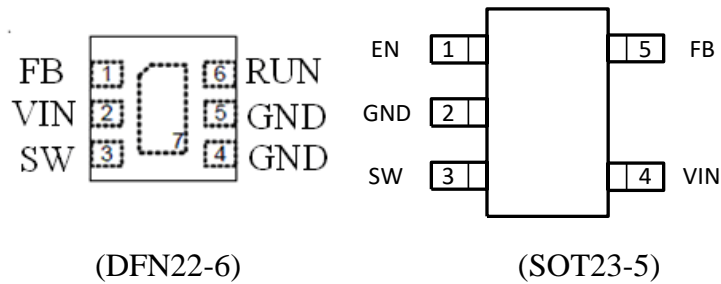 FB 1 6 RUN
VIN 2 5 GND
SW 3 7 4 GND
(DFN22-6)
EN 1 5 FB
GND 2
SW 3 4 VIN
(SOT23-5)